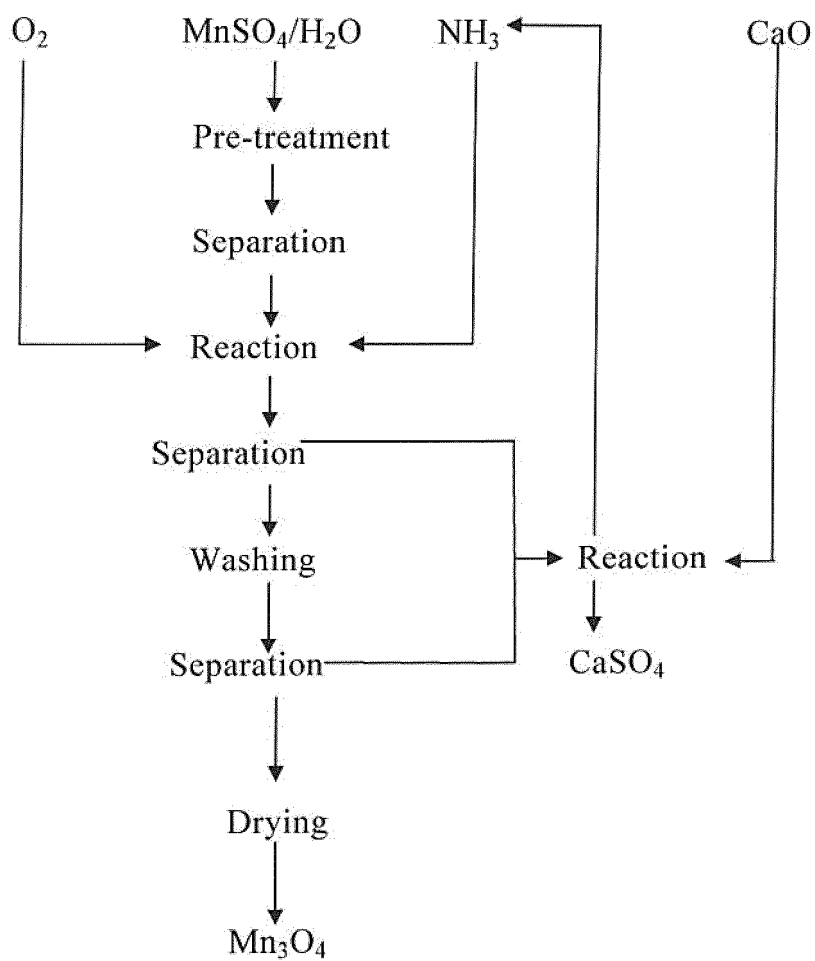 O₂ MnSO₄/H₂O NH₃ CaO
Pre-treatment
Separation
Reaction
Separation
Washing Reaction
Separation CaSO₄
Drying
Mn₃O₄